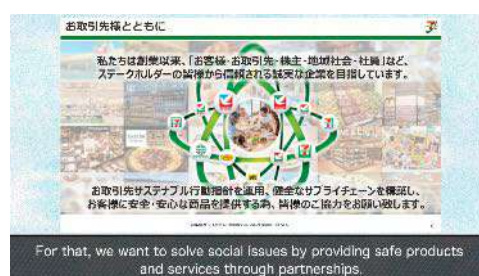 お取引先様とともに
私たちは創業以来、「お客様・お取引先・株主・地域社会・社員」など、
ステークホルダーの皆様から信頼される誠実な企業を目指しています。
お取引先サステナブル行動指針を運用、健全なサプライチェーンを構築し、
お客様に安全・安心な商品を提供する為、皆様のご協力をお願い致します。
For that, we want to solve social issues by providing safe products
and services through partnerships.